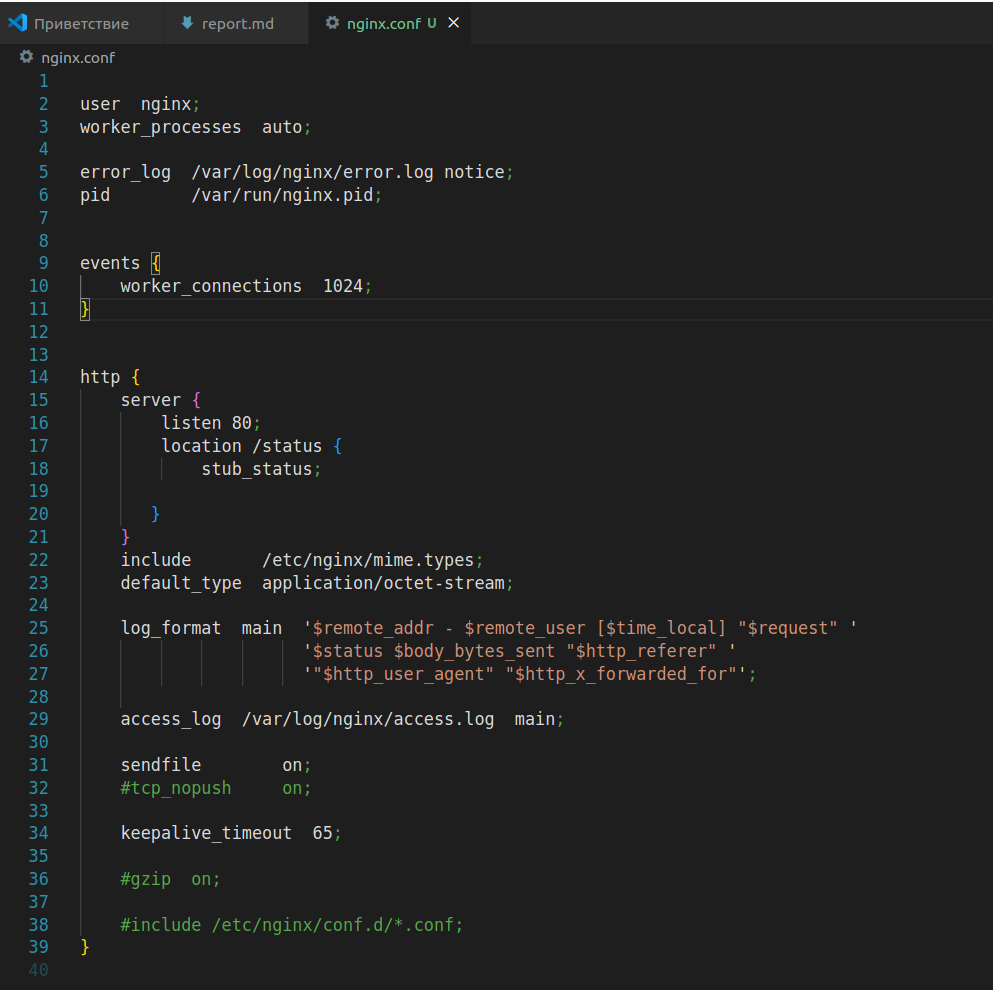 Приветствие report.md nginx.conf U
nginx.conf
1
2 user  nginx;
3 worker_processes  auto;
4
5 error_log  /var/log/nginx/error.log notice;
6 pid        /var/run/nginx.pid;
7
8
9 events {
10     worker_connections  1024;
11 }
12
13
14 http {
15     server {
16         listen 80;
17         location /status {
18             stub_status;
19
20        }
21     }
22     include       /etc/nginx/mime.types;
23     default_type  application/octet-stream;
24
25     log_format  main  '$remote_addr - $remote_user [$time_local] "$request" '
26                       '$status $body_bytes_sent "$http_referer" '
27                       '"$http_user_agent" "$http_x_forwarded_for"';
28
29     access_log  /var/log/nginx/access.log  main;
30
31     sendfile        on;
32     #tcp_nopush     on;
33
34     keepalive_timeout  65;
35
36     #gzip  on;
37
38     #include /etc/nginx/conf.d/*.conf;
39 }
40